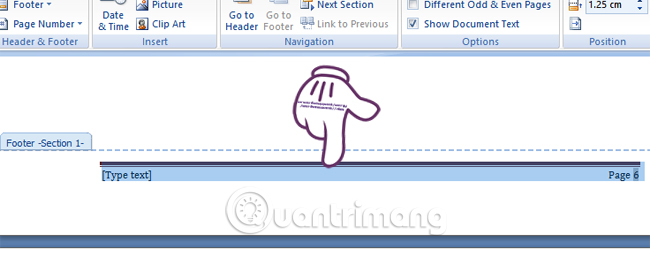 Footer
Page Number
Header & Footer
Date
& Time
Picture
Clip Art
Insert
Go to
Header
Go to
Footer
Next Section
Link to Previous
Navigation
Different Odd & Even Pages
Show Document Text
Options
1.25 cm
Position
Footer -Section 1-
[Type text]
Page 6
Quantrimang